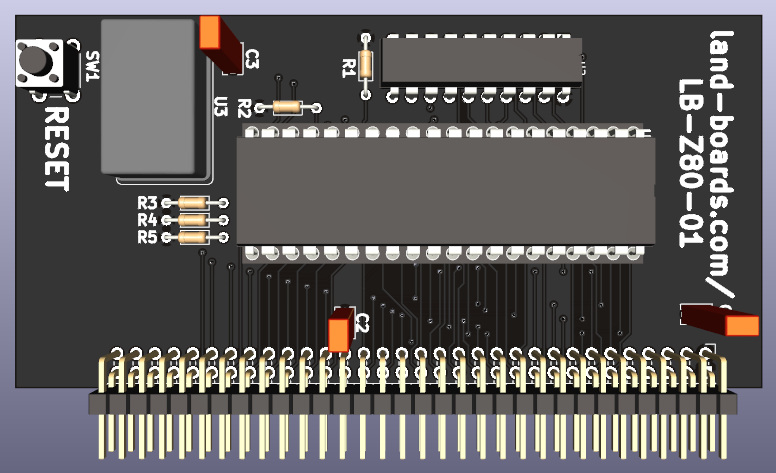 SW1
RESET
C3
U3
R2
R1
R3
R4
R5
C2
land-boards.com/
LB-Z80-01